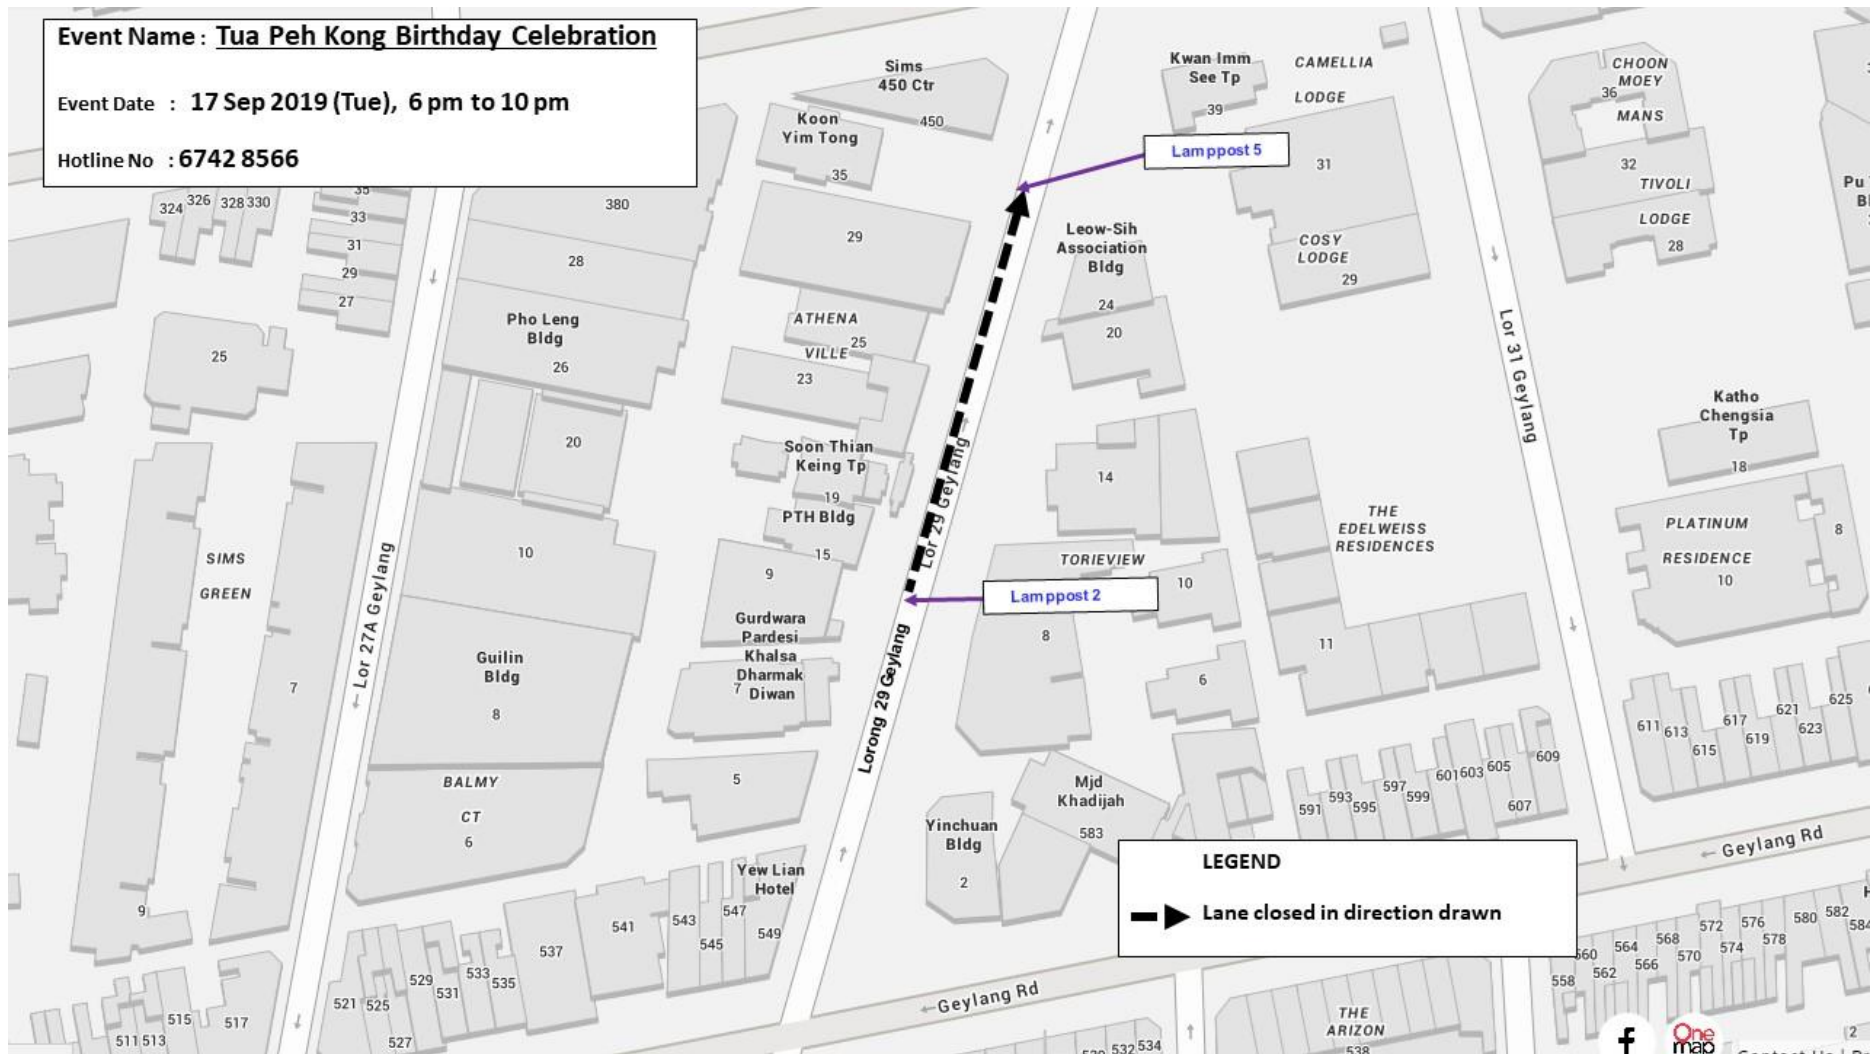 Event Name : Tua Peh Kong Birthday Celebration
Event Date : 17 Sep 2019 (Tue), 6 pm to 10 pm
Hotline No : 6742 8566
Sims
450 Ctr
450
Koon
Yim Tong
35
Kwan Imm
See Tp
39
CAMELLIA
LODGE
31
CHOON
MOEY
36
MANS
32
TIVOLI
LODGE
28
Lamppost 5
324
326
328
330
35
33
31
29
27
380
28
29
Leow-Sih
Association
Bldg
24
20
COSY
LODGE
29
Pho Leng
Bldg
26
ATHENA
25
VILLE
23
25
20
Soon Thian
Keing Tp
19
PTH Bldg
15
14
Lor 31 Geylang
Katho
Chengsia
Tp
18
THE
EDELWEISS
RESIDENCES
PLATINUM
RESIDENCE
10
8
SIMS
GREEN
Lor 27A Geylang
10
9
Lor 29 Geylang
TORIEVIEW
10
Lamppost 2
8
Gurdwara
Pardesi
Khalsa
Dharmak
Diwan
7
Guilin
Bldg
8
7
Lorong 29 Geylang
6
11
611
613
615
617
619
621
623
625
BALMY
CT
6
5
Mjd
Khadijah
583
Yinchuan
Bldg
2
591
593
595
597
599
601
603
605
607
609
Geylang Rd
Yew Lian
Hotel
9
LEGEND
Lane closed in direction drawn
511
513
515
517
521
525
527
529
531
533
535
537
541
543
545
547
549
Geylang Rd
558
560
562
564
566
568
570
572
574
576
578
580
582
584
THE
ARIZON
538
532
534
f
One
map
2
Contact Us